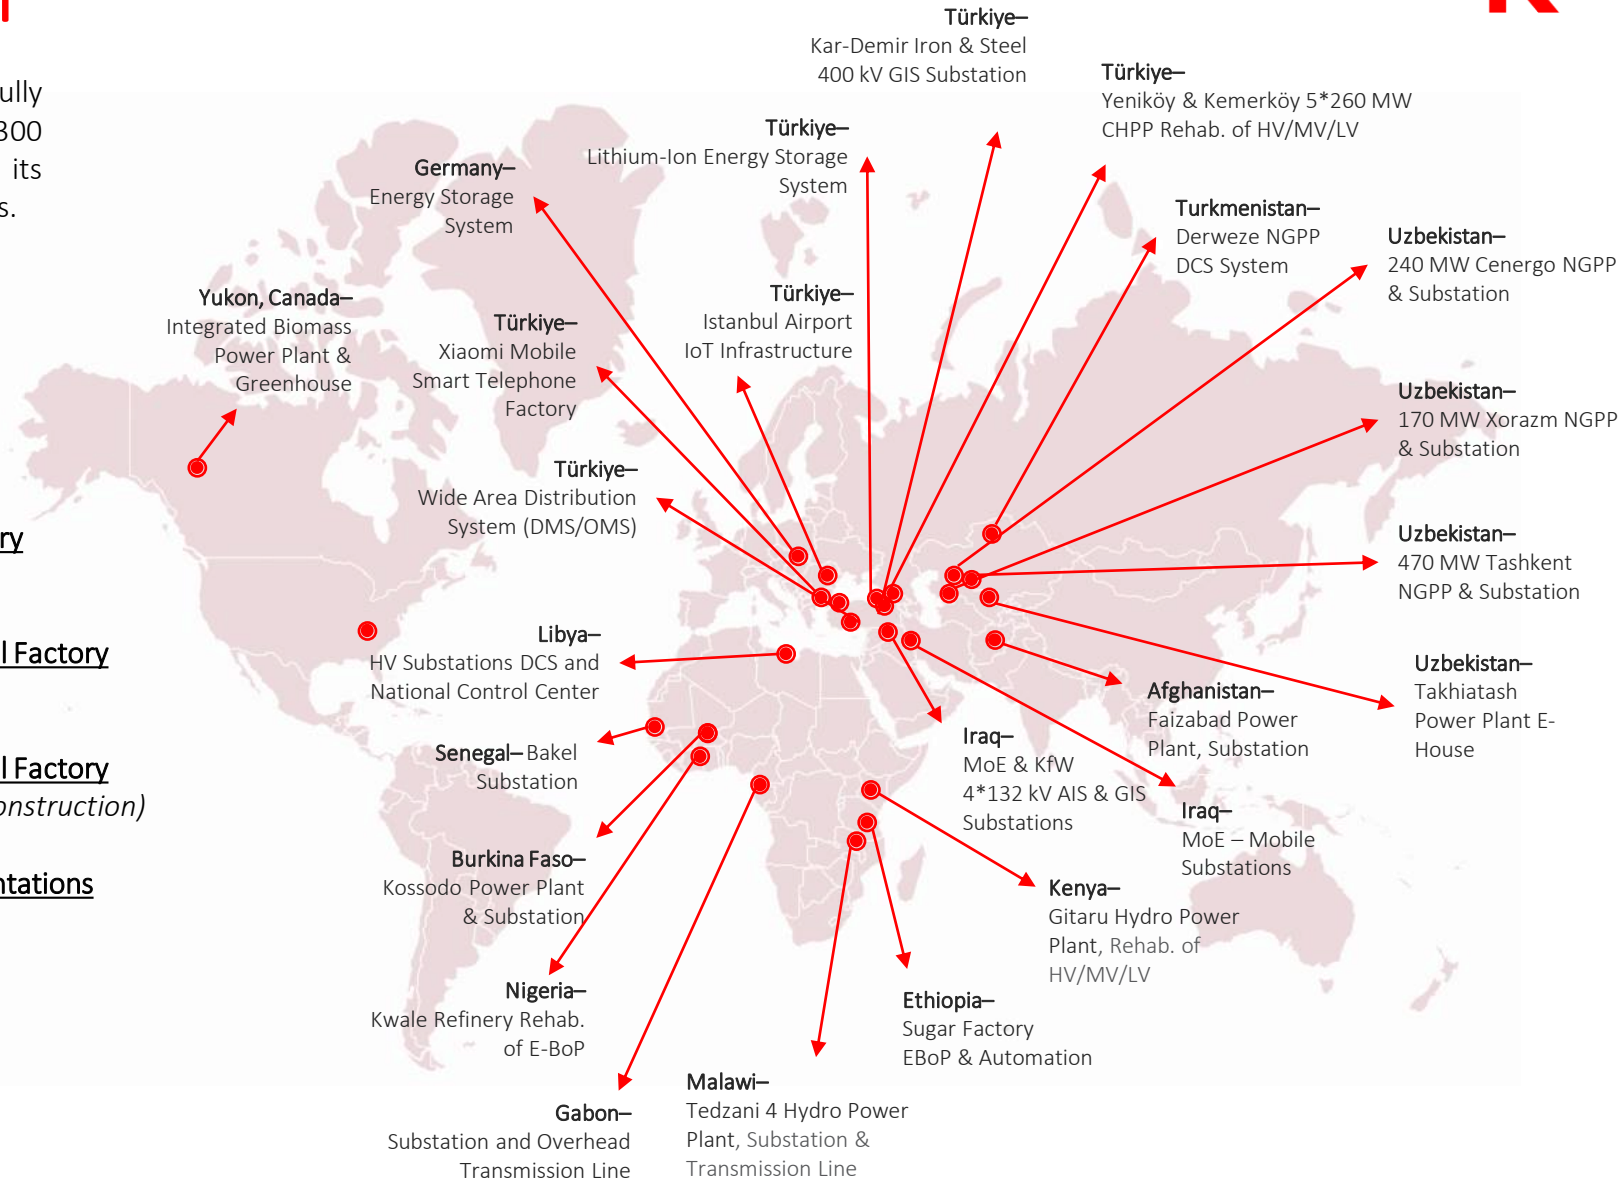 ully
300
its
s.
ry
l Factory
l Factory
onstruction)
ntations
Türkiye–
Kar-Demir Iron & Steel
400 kV GIS Substation
Türkiye–
Yeniköy & Kemerköy 5*260 MW
CHPP Rehab. of HV/MV/LV
Türkiye–
Lithium-Ion Energy Storage
System
Germany–
Energy Storage
System
Turkmenistan–
Derweze NGPP
DCS System
Uzbekistan–
240 MW Cenergo NGPP
& Substation
Yukon, Canada–
Integrated Biomass
Power Plant &
Greenhouse
Türkiye–
Xiaomi Mobile
Smart Telephone
Factory
Türkiye–
Istanbul Airport
IoT Infrastructure
Uzbekistan–
170 MW Xorazm NGPP
& Substation
Türkiye–
Wide Area Distribution
System (DMS/OMS)
Uzbekistan–
470 MW Tashkent
NGPP & Substation
Libya–
HV Substations DCS and
National Control Center
Uzbekistan–
Takhiatash
Power Plant E-
House
Afghanistan–
Faizabad Power
Plant, Substation
Senegal– Bakel
Substation
Iraq–
MoE & KfW
4*132 kV AIS & GIS
Substations
Iraq–
MoE – Mobile
Substations
Burkina Faso–
Kossodo Power Plant
& Substation
Kenya–
Gitaru Hydro Power
Plant, Rehab. of
HV/MV/LV
Nigeria–
Kwale Refinery Rehab.
of E-BoP
Ethiopia–
Sugar Factory
EBoP & Automation
Gabon–
Substation and Overhead
Transmission Line
Malawi–
Tedzani 4 Hydro Power
Plant, Substation &
Transmission Line